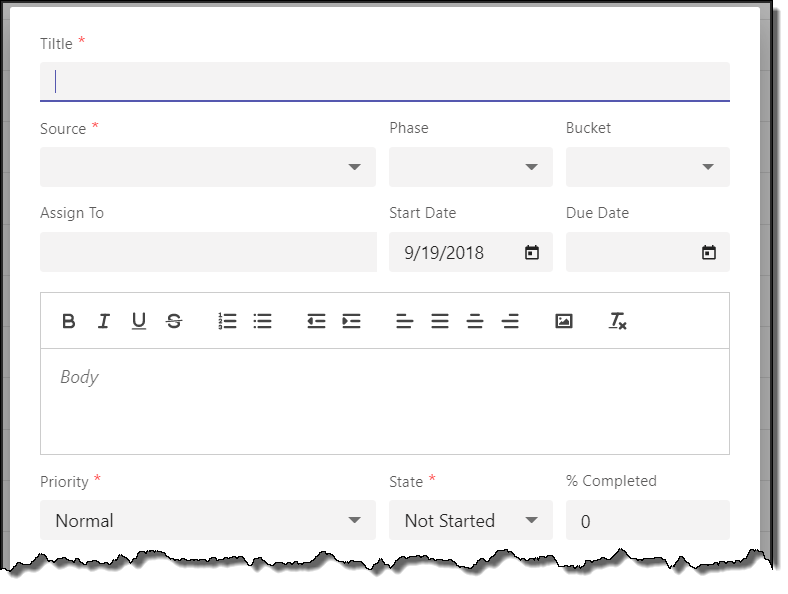 Tiltle *
Source * Phase Bucket
Assign To Start Date Due Date
9/19/2018
B I U S
Body
Priority * State * % Completed
Normal Not Started 0